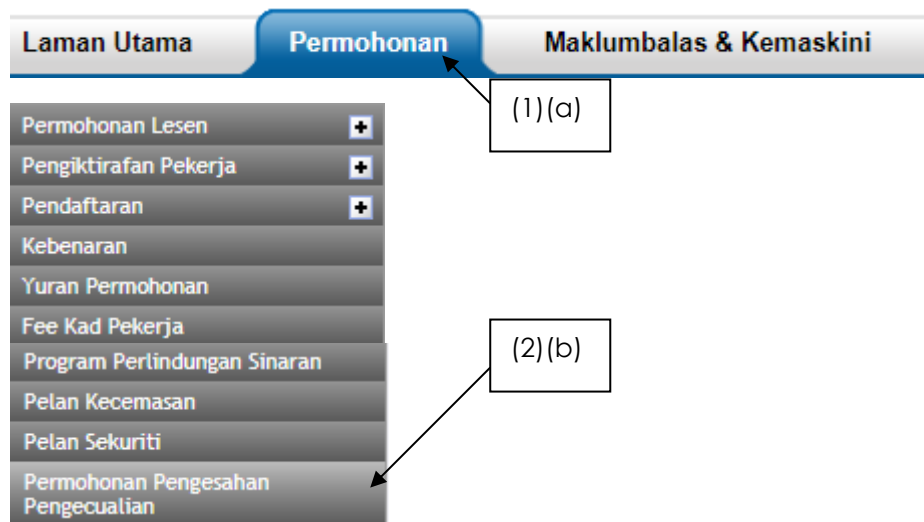 Laman Utama Permohonan Maklumbalas & Kemaskini
(1)(a)
Permohonan Lesen
Pengiktirafan Pekerja
Pendaftaran
Kebenaran
Yuran Permohonan
Fee Kad Pekerja
Program Perlindungan Sinaran
(2)(b)
Pelan Kecemasan
Pelan Sekuriti
Permohonan Pengesahan
Pengecualian